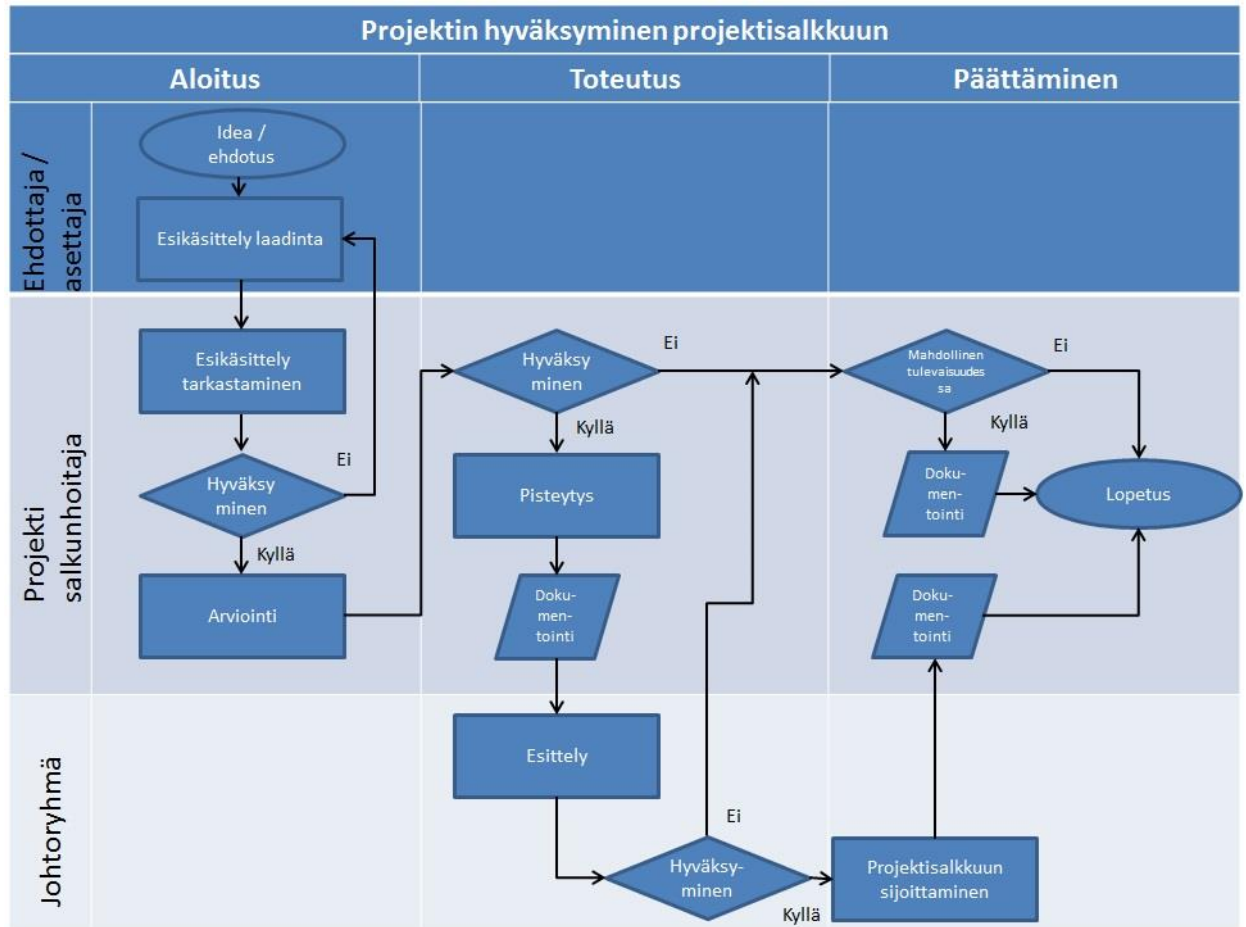 Projektin hyväksyminen projektisalkkuun
Aloitus
Toteutus
Päättäminen
Ehdottaja /
asettaja
Idea /
ehdotus
Esikäsittely laadinta
Projekti
salkunhoitaja
Esikäsittely
tarkastaminen
Hyväksy
minen
Ei
Kyllä
Arviointi
Hyväksy
minen
Ei
Kyllä
Pisteytys
Doku-
men-
tointi
Mahdollinen
tulevaisuudes
sa
Ei
Kyllä
Doku-
men-
tointi
Lopetus
Doku-
men-
tointi
Johtoryhmä
Esittely
Hyväksy-
minen
Ei
Kyllä
Projektisalkkuun
sijoittaminen